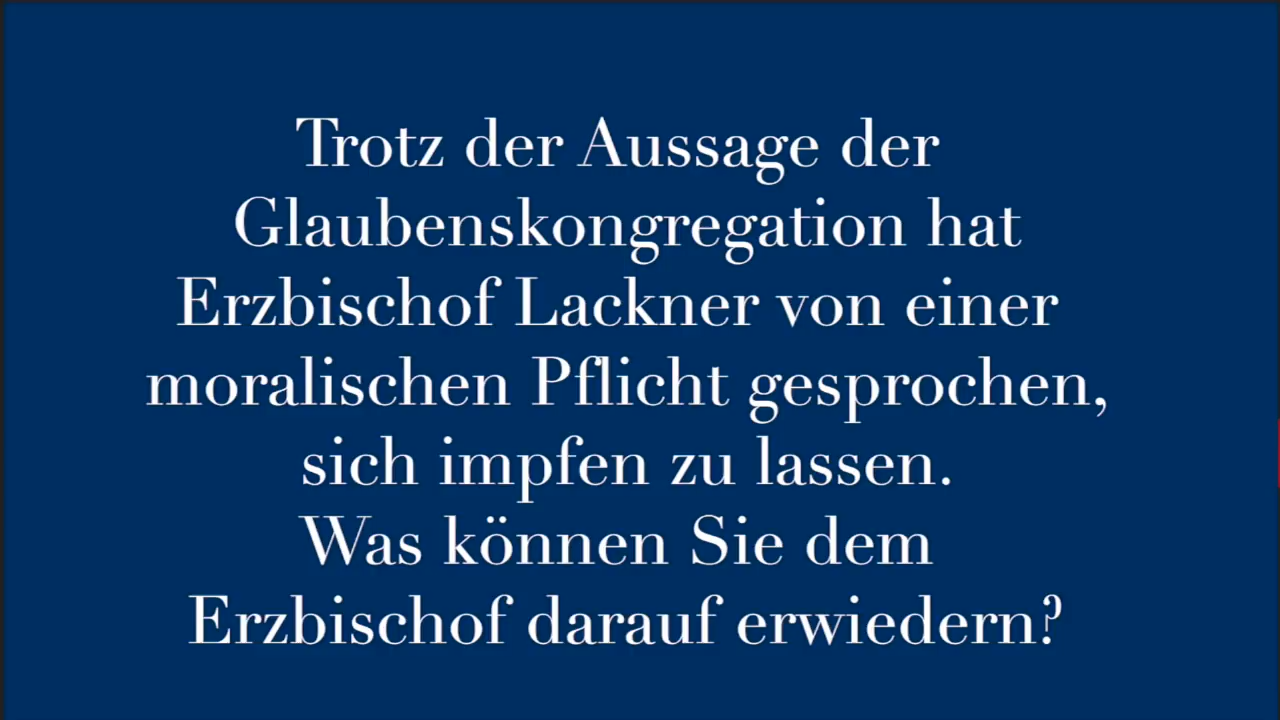 Trotz der Aussage der
Glaubenskongregation hat
Erzbischof Lackner von einer
moralischen Pflicht gesprochen,
sich impfen zu lassen.
Was können Sie dem
Erzbischof darauf erwiedern?